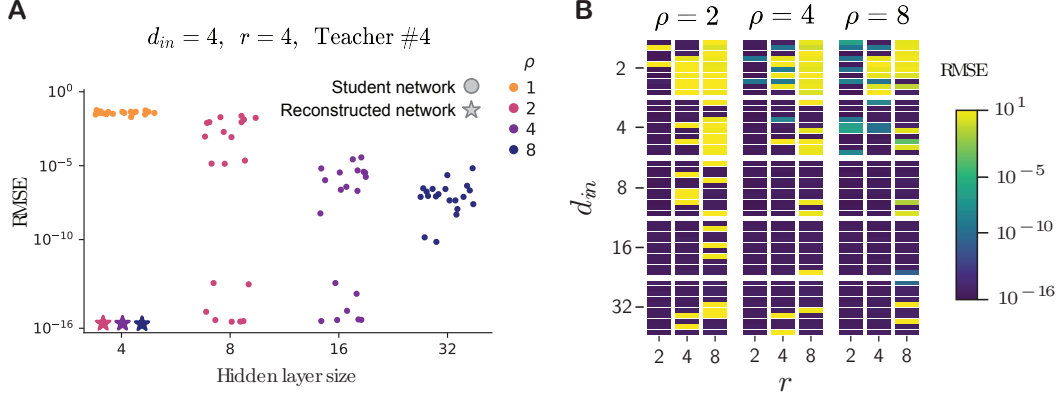 A
d_in = 4, r = 4, Teacher #4
ρ
Student network
Reconstructed network
1
2
4
8
RMSE
10^0
10^−5
10^−10
10^−16
4
8
16
32
Hidden layer size
B
ρ = 2
ρ = 4
ρ = 8
d_in
2
4
8
16
32
2
4
8
2
4
8
2
4
8
r
RMSE
10^1
10^−5
10^−10
10^−16